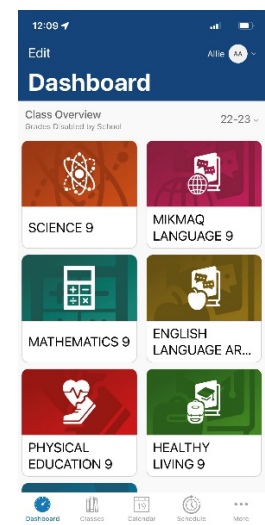 12:09
Edit
Allie AA
Dashboard
Class Overview
Grades Disabled by School
22-23
SCIENCE 9
MIKMAQ
LANGUAGE 9
MATHEMATICS 9
ENGLISH
LANGUAGE AR...
PHYSICAL
EDUCATION 9
HEALTHY
LIVING 9
19
Dashboard Classes Calendar Schedule More